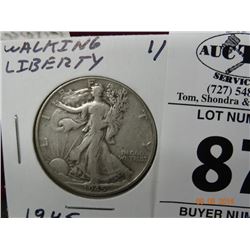 WALKING 1/
LIBERTY
LIBERTY
IN GOD
WE TRUST
1945
1945
AUC
SERVIC
(727) 548
Tom, Shondra &
LOT NUM
87
BUYER NUM